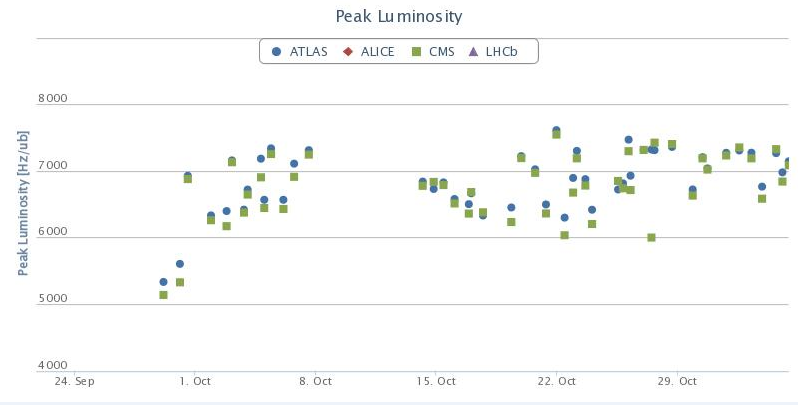 Peak Luminosity
ATLAS ALICE CMS LHCb
Peak Luminosity [Hz/ub]
8000
7000
6000
5000
4000
24. Sep 1. Oct 8. Oct 15. Oct 22. Oct 29. Oct